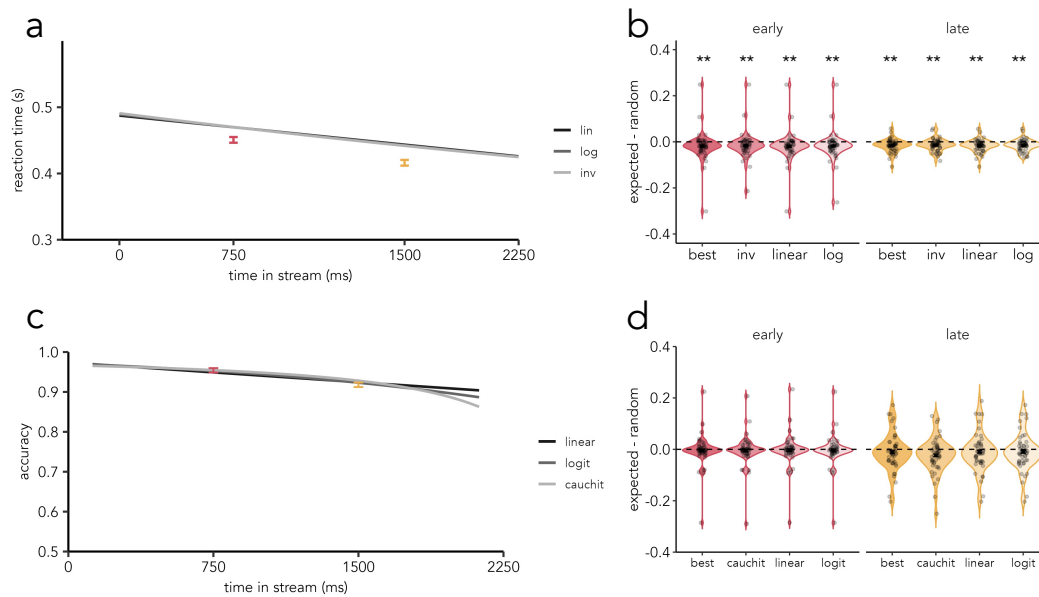 a
reaction time (s)
0.5
0.4
0.3
0
750
1500
2250
time in stream (ms)
lin
log
inv
b
early
late
expected - random
0.4
0.2
0.0
-0.2
-0.4
** ** ** **
** ** ** **
best inv linear log
best inv linear log
c
accuracy
1.0
0.9
0.8
0.7
0.6
0.5
0
750
1500
2250
time in stream (ms)
linear
logit
cauchit
d
early
late
expected - random
0.4
0.2
0.0
-0.2
-0.4
best cauchit linear logit
best cauchit linear logit